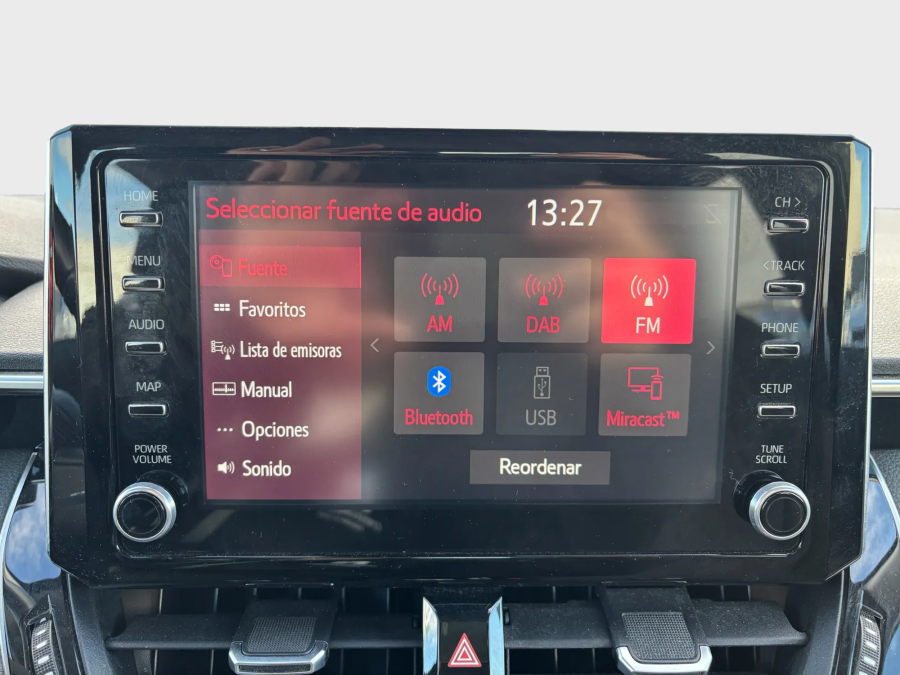 Seleccionar fuente de audio 13:27
HOME
MENU
AUDIO
MAP
POWER
VOLUME
Fuente
Favoritos
Lista de emisoras
Manual
Opciones
Sonido
AM
DAB
FM
Bluetooth
USB
Miracast™
Reordenar
CH >
< TRACK
PHONE
SETUP
TUNE
SCROLL